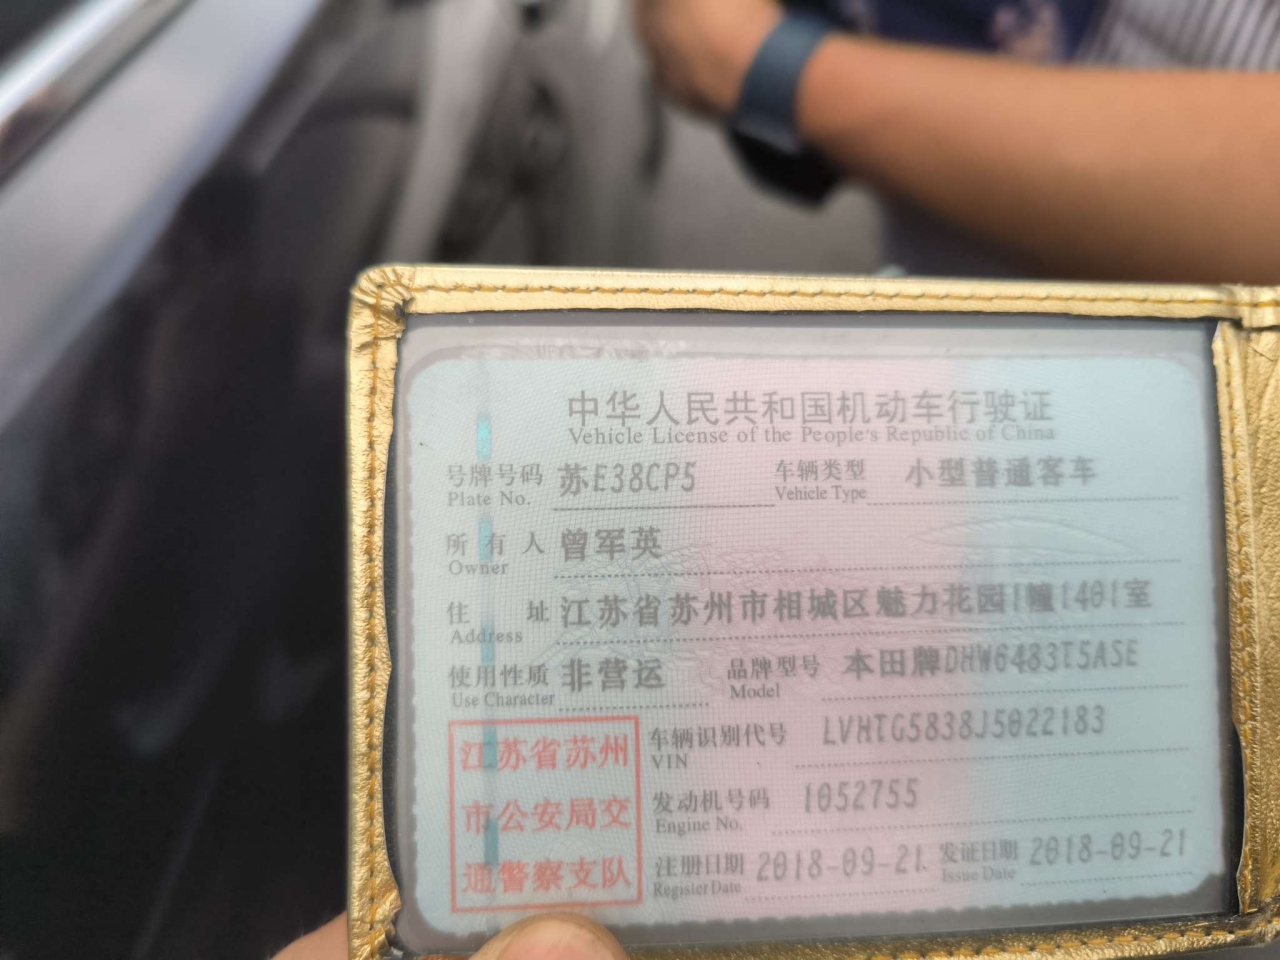 中华人民共和国机动车行驶证
Vehicle License of the People's Republic of China
号牌号码 苏E38CP5 车辆类型 小型普通客车
Plate No. Vehicle Type
所有人 曾军英
Owner
住址 江苏省苏州市相城区魅力花园1幢1401室
Address
使用性质 非营运 品牌型号 本田牌DHW6483T5ASE
Use Character Model
江苏省苏州
市公安局交
通警察支队
车辆识别代号 LVHTG5838J5022183
VIN
发动机号码 1052755
Engine No.
注册日期 2018-09-21 发证日期 2018-09-21
Register Date Issue Date